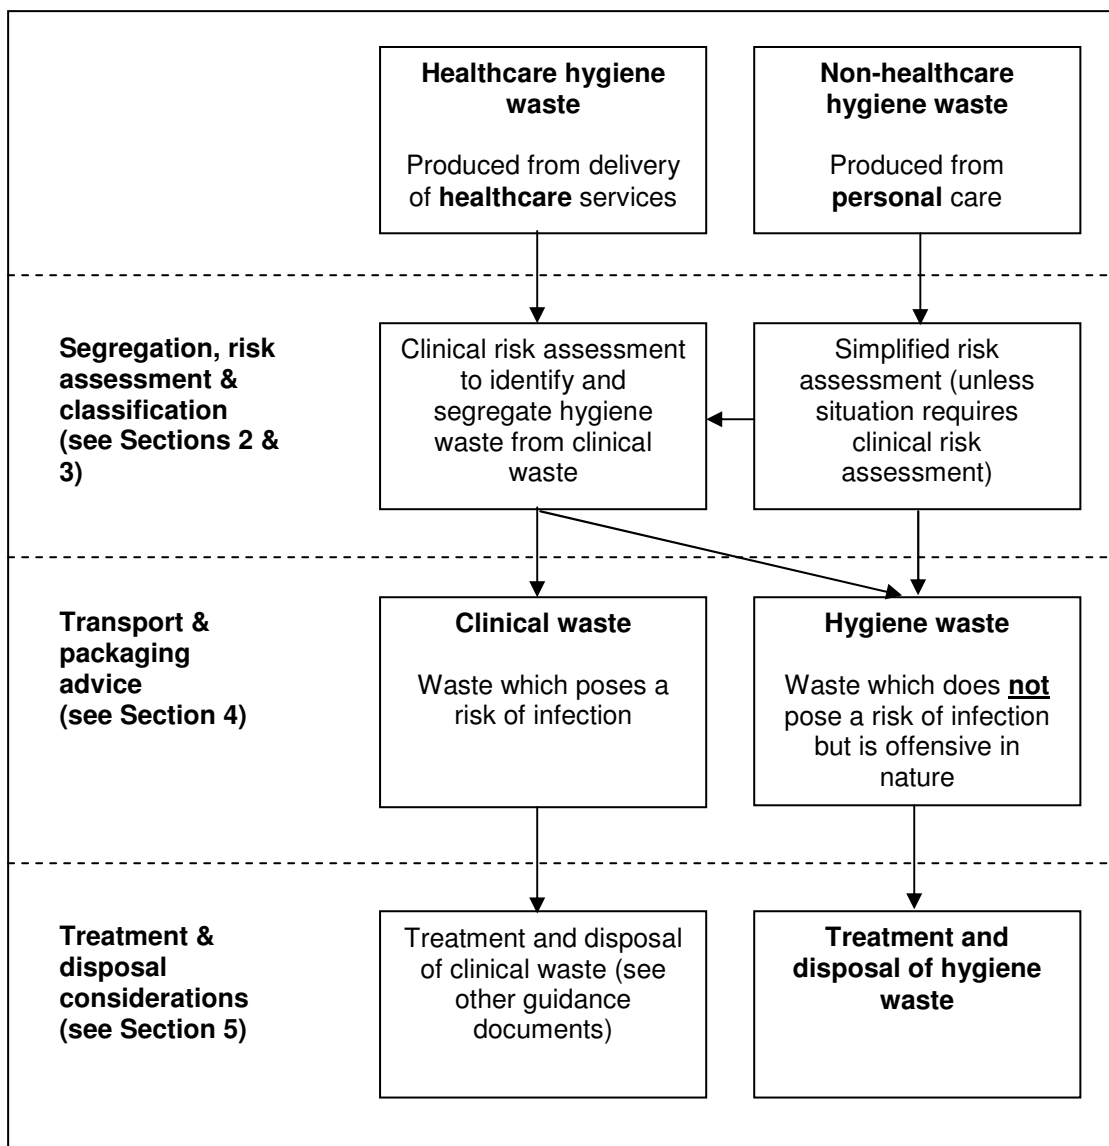 Healthcare hygiene
waste
Produced from delivery
of healthcare services
Non-healthcare
hygiene waste
Produced from
personal care
Segregation, risk
assessment &
classification
(see Sections 2 &
3)
Clinical risk assessment
to identify and
segregate hygiene
waste from clinical
waste
Simplified risk
assessment (unless
situation requires
clinical risk
assessment)
Transport &
packaging
advice
(see Section 4)
Clinical waste
Waste which poses a
risk of infection
Hygiene waste
Waste which does not
pose a risk of infection
but is offensive in
nature
Treatment &
disposal
considerations
(see Section 5)
Treatment and disposal
of clinical waste (see
other guidance
documents)
Treatment and
disposal of hygiene
waste